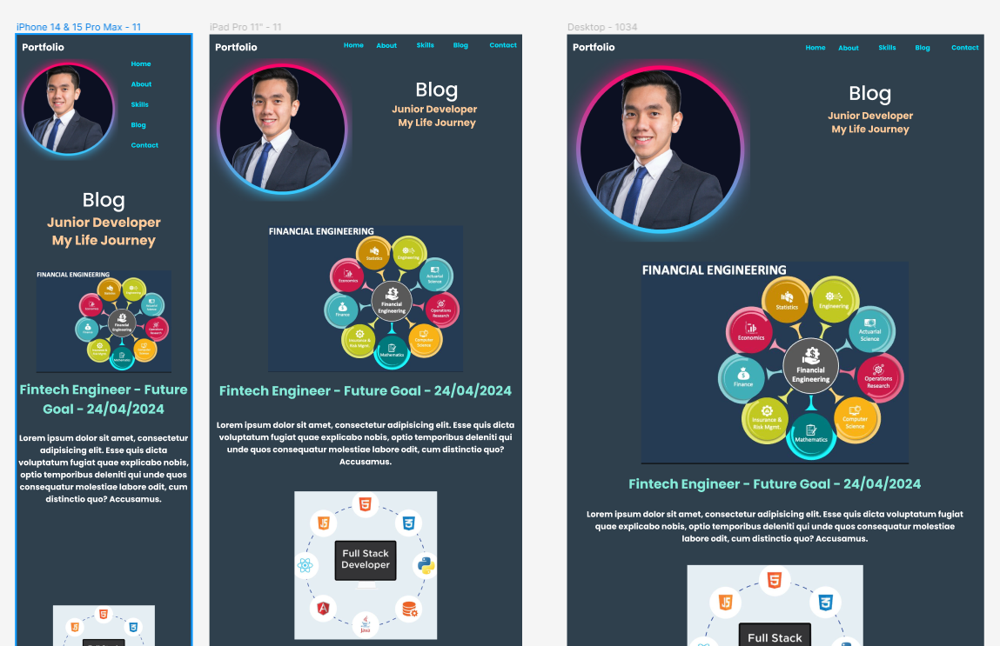 iPhone 14 & 15 Pro Max - 11
Portfolio
Home
About
Skills
Blog
Contact
Blog
Junior Developer
My Life Journey
FINANCIAL ENGINEERING
Statistics
Engineering
Economics
Actuarial
Science
Financial
Engineering
Finance
Operations
Research
Insurance &
Risk Mgmt.
Computer
Science
Mathematics
Fintech Engineer - Future
Goal - 24/04/2024
Lorem ipsum dolor sit amet, consectetur
adipisicing elit. Esse quis dicta
voluptatum fugiat quae explicabo nobis,
optio temporibus deleniti qui unde quos
consequatur molestiae labore odit, cum
distinctio quo? Accusamus.
iPad Pro 11" - 11
Portfolio
Home About Skills Blog Contact
Blog
Junior Developer
My Life Journey
FINANCIAL ENGINEERING
Statistics
Engineering
Economics
Actuarial
Science
Financial
Engineering
Finance
Operations
Research
Insurance &
Risk Mgmt.
Computer
Science
Mathematics
Fintech Engineer - Future Goal - 24/04/2024
Lorem ipsum dolor sit amet, consectetur adipisicing elit. Esse quis dicta
voluptatum fugiat quae explicabo nobis, optio temporibus deleniti qui
unde quos consequatur molestiae labore odit, cum distinctio quo?
Accusamus.
5
JS
3
Full Stack
Developer
A
Java
Desktop - 1034
Portfolio
Home About Skills Blog Contact
Blog
Junior Developer
My Life Journey
FINANCIAL ENGINEERING
Statistics
Engineering
Economics
Actuarial
Science
Financial
Engineering
Finance
Operations
Research
Insurance &
Risk Mgmt.
Computer
Science
Mathematics
Fintech Engineer - Future Goal - 24/04/2024
Lorem ipsum dolor sit amet, consectetur adipisicing elit. Esse quis dicta voluptatum fugiat
quae explicabo nobis, optio temporibus deleniti qui unde quos consequatur molestiae
labore odit, cum distinctio quo? Accusamus.
5
JS
3
Full Stack